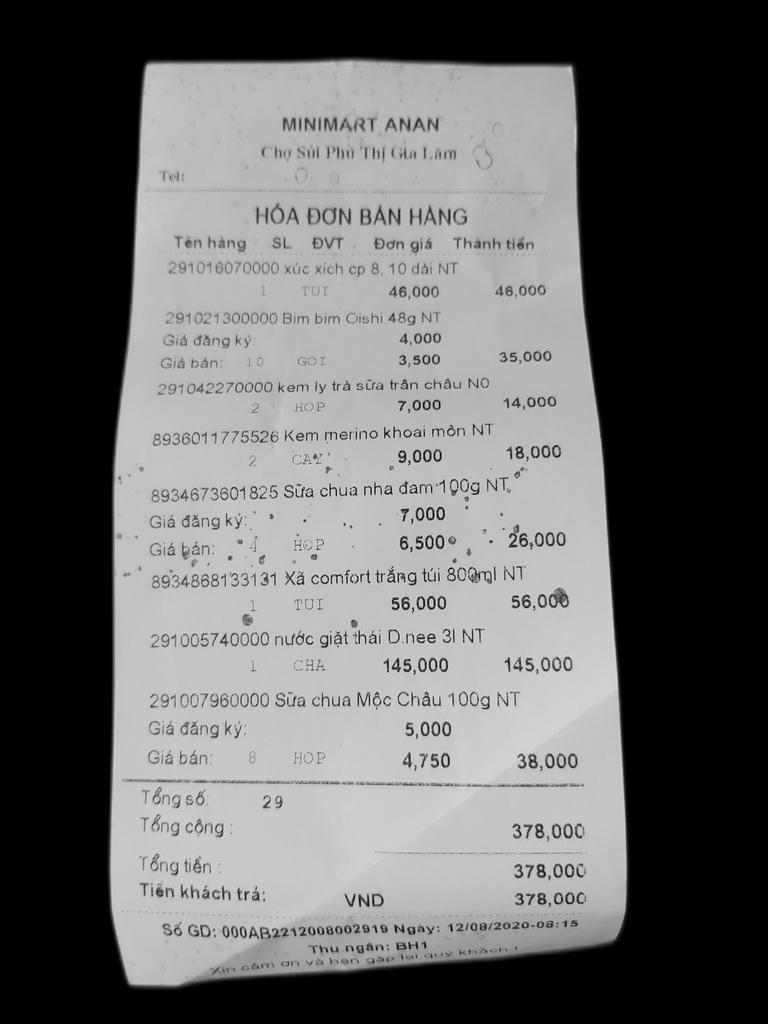 MINIMART ANAN
Chợ Sủi Phú Thị Gia Lâm
Tel:
HÓA ĐƠN BÁN HÀNG
Tên hàng SL ĐVT Đơn giá Thành tiền
291016070000 xúc xích cp 8, 10 dài NT
1 TUI 46,000 46,000
291021300000 Bim bim Oishi 48g NT
Giá đăng ký: 4,000
Giá bán: 10 GOI 3,500 35,000
291042270000 kem ly trà sữa trân châu NO
2 HOP 7,000 14,000
8936011775526 Kem merino khoai môn NT
2 CAY 9,000 18,000
8934673601825 Sữa chua nha đam 100g NT
Giá đăng ký: 7,000
Giá bán: 4 HOP 6,500 26,000
8934868133131 Xã comfort trắng túi 800ml NT
1 TUI 56,000 56,000
291005740000 nước giặt thái D.nee 3l NT
1 CHA 145,000 145,000
291007960000 Sữa chua Mộc Châu 100g NT
Giá đăng ký: 5,000
Giá bán: 8 HOP 4,750 38,000
Tổng số: 29
Tổng cộng : 378,000
Tổng tiền : 378,000
Tiền khách trả: VND 378,000
Số GD: 000AB2212008002919 Ngày: 12/08/2020-08:15
Thu ngân: BH1
Xin cảm ơn và hẹn gặp lại quý khách !